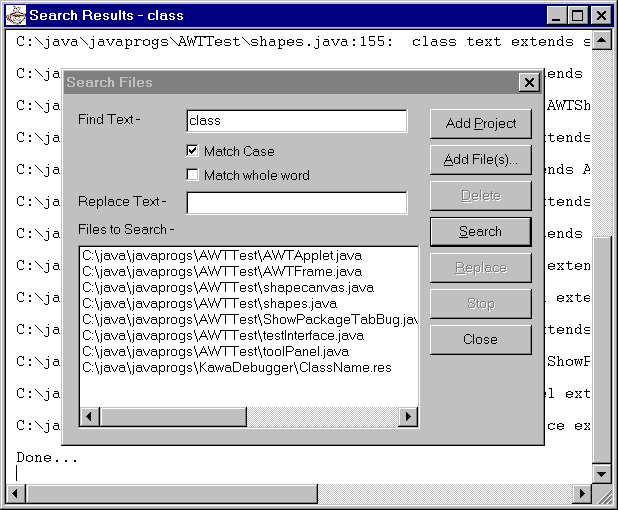 Search Results - class
C:\java\javaprogs\AWTTest\shapes.java:155:  class text extends s
C:\ja
ends
Search Files
C:\ja
AWTSh
Find Text -
class
Add Project
C:\ja
tends
Match Case
Add File(s)...
C:\ja
nds A
Match whole word
Delete
C:\ja
tends
Replace Text -
Files to Search -
Search
C:\ja
ends
C:\java\javaprogs\AWTTest\AWTApplet.java
C:\java\javaprogs\AWTTest\AWTFrame.java
Replace
C:\ja
exten
C:\java\javaprogs\AWTTest\shapecanvas.java
C:\java\javaprogs\AWTTest\shapes.java
Stop
C:\ja
exte
C:\java\javaprogs\AWTTest\ShowPackageTabBug.jav
C:\java\javaprogs\AWTTest\testInterface.java
Close
C:\ja
tends
C:\java\javaprogs\AWTTest\toolPanel.java
C:\java\javaprogs\KawaDebugger\ClassName.res
C:\ja
ShowP
C:\ja
el ext
C:\ja
ce ex
Done...